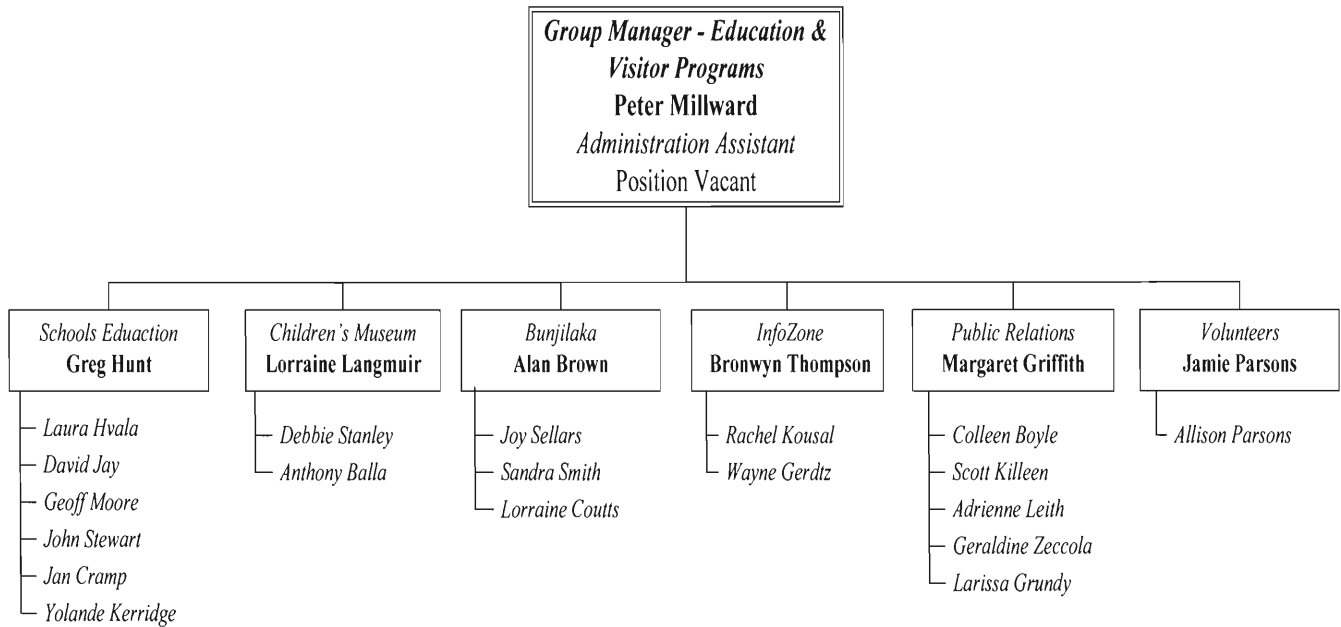 Group Manager - Education &
Visitor Programs
Peter Millward
Administration Assistant
Position Vacant
Schools Eduaction
Greg Hunt
Laura Hvala
David Jay
Geoff Moore
John Stewart
Jan Cramp
Yolande Kerridge
Children's Museum
Lorraine Langmuir
Debbie Stanley
Anthony Balla
Bunjilaka
Alan Brown
Joy Sellars
Sandra Smith
Lorraine Coutts
InfoZone
Bronwyn Thompson
Rachel Kousal
Wayne Gerdtz
Public Relations
Margaret Griffith
Colleen Boyle
Scott Killeen
Adrienne Leith
Geraldine Zeccola
Larissa Grundy
Volunteers
Jamie Parsons
Allison Parsons